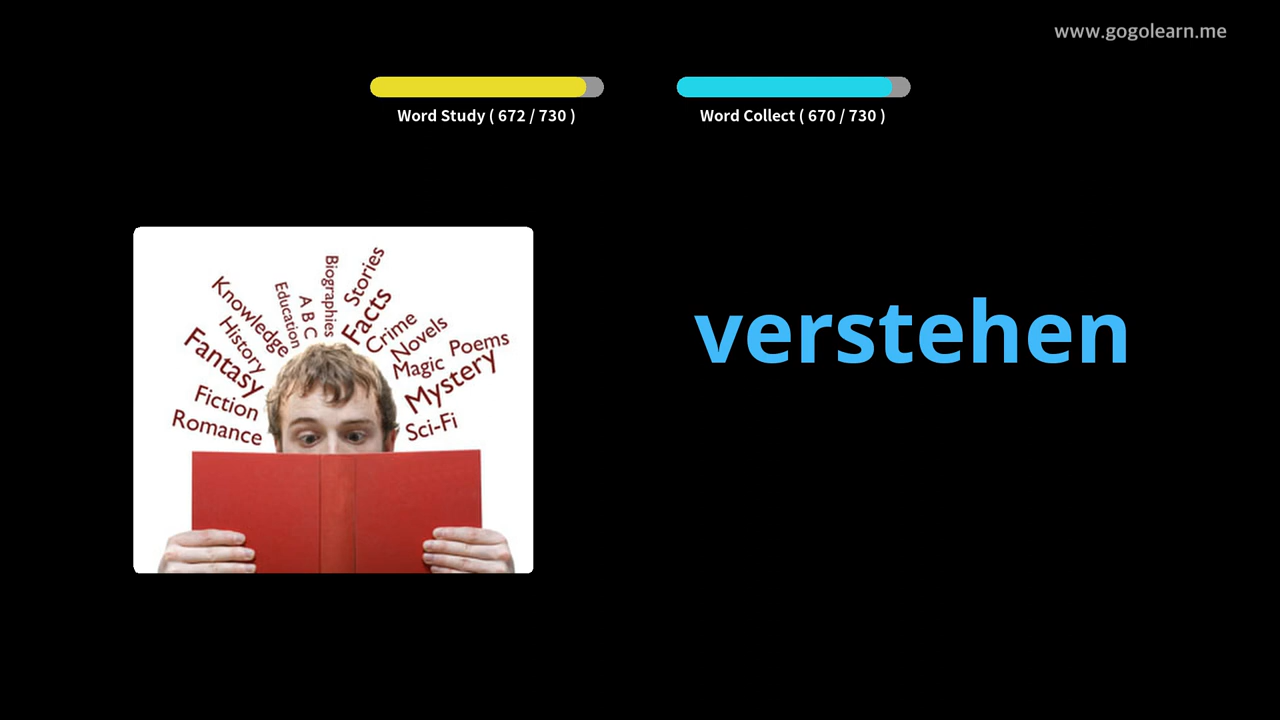 www.gogolearn.me
Word Study ( 672 / 730 )
Word Collect ( 670 / 730 )
Biographies
Stories
Education
A B C
Facts
Knowledge
Crime
History
Novels
Fantasy
Magic
Poems
Mystery
Fiction
Romance
Sci-Fi
verstehen